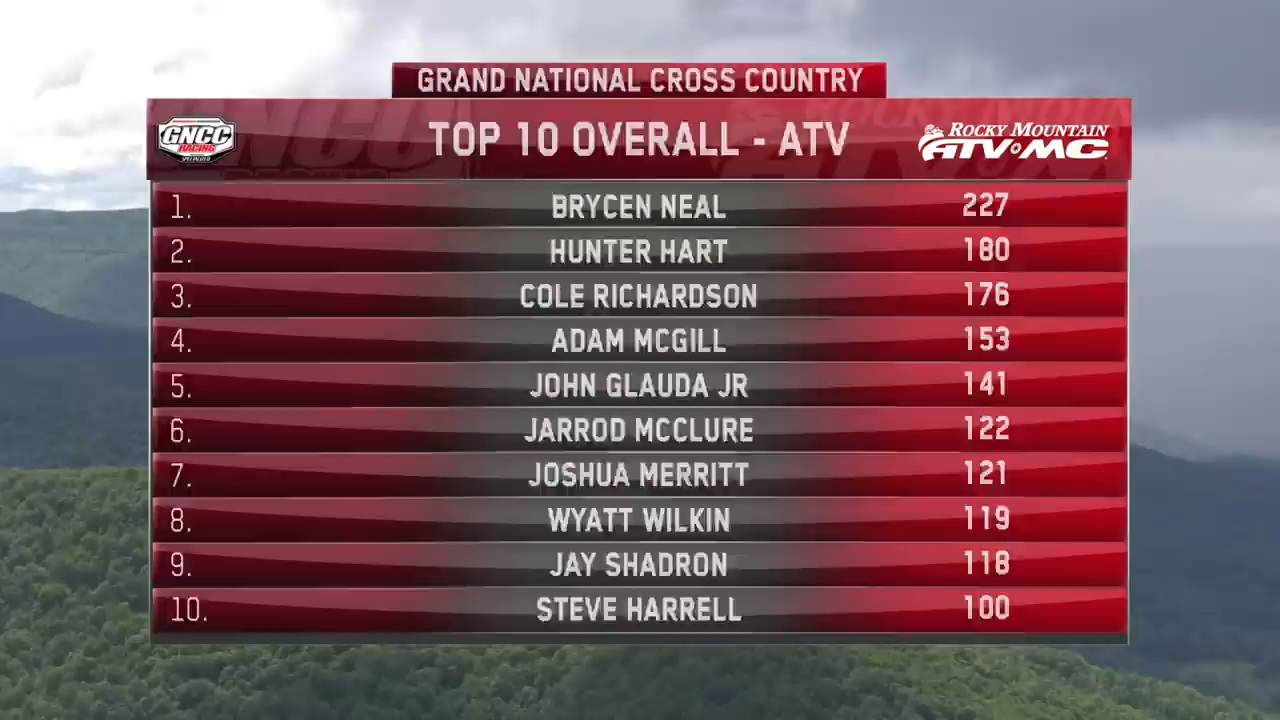 GRAND NATIONAL CROSS COUNTRY
GNCC
RACING
SPECIALIZED
TOP 10 OVERALL - ATV
ROCKY MOUNTAIN
ATV MC
1. BRYCEN NEAL 227
2. HUNTER HART 180
3. COLE RICHARDSON 176
4. ADAM MCGILL 153
5. JOHN GLAUDA JR 141
6. JARROD MCCLURE 122
7. JOSHUA MERRITT 121
8. WYATT WILKIN 119
9. JAY SHADRON 118
10. STEVE HARRELL 100